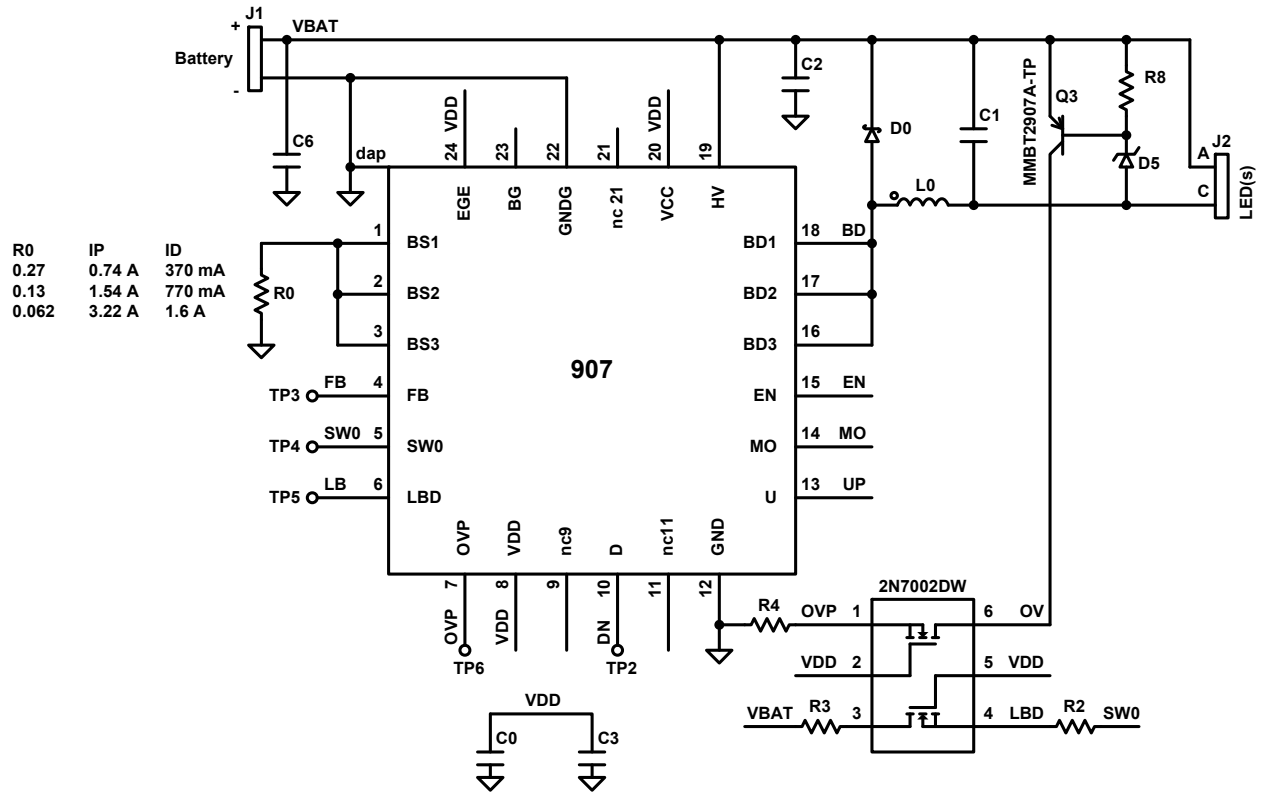 J1
+
VBAT
Battery
-
C6
dap
VDD
24
EGE
23
BG
22
GNDG
21
nc 21
VDD
20
VCC
19
HV
C2
D0
C1
L0
MMBT2907A-TP
Q3
R8
D5
J2
A
C
LED(s)
R0 IP ID
0.27 0.74 A 370 mA
0.13 1.54 A 770 mA
0.062 3.22 A 1.6 A
R0
1 BS1
2 BS2
3 BS3
TP3 FB 4 FB
TP4 SW0 5 SW0
TP5 LB 6 LBD
907
BD1 18 BD
BD2 17
BD3 16
EN 15 EN
MO 14 MO
U 13 UP
OVP
7
OVP
TP6
VDD
8
VDD
nc9
9
D
10
DN
TP2
nc11
11
GND
12
R4
2N7002DW
OVP 1
6 OV
VDD 2
5 VDD
VBAT R3 3
4 LBD R2 SW0
VDD
C0
C3